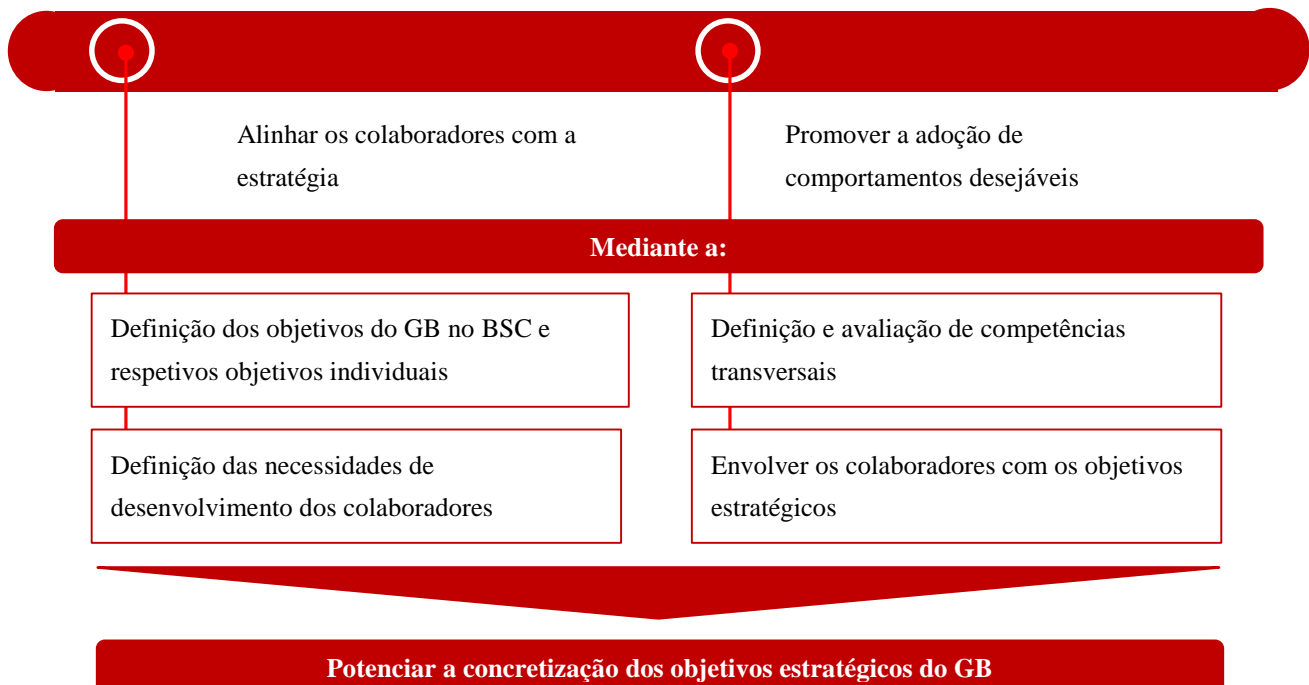 Alinhar os colaboradores com a
estratégia
Promover a adoção de
comportamentos desejáveis
Mediante a:
Definição dos objetivos do GB no BSC e
respetivos objetivos individuais
Definição e avaliação de competências
transversais
Definição das necessidades de
desenvolvimento dos colaboradores
Envolver os colaboradores com os objetivos
estratégicos
Potenciar a concretização dos objetivos estratégicos do GB